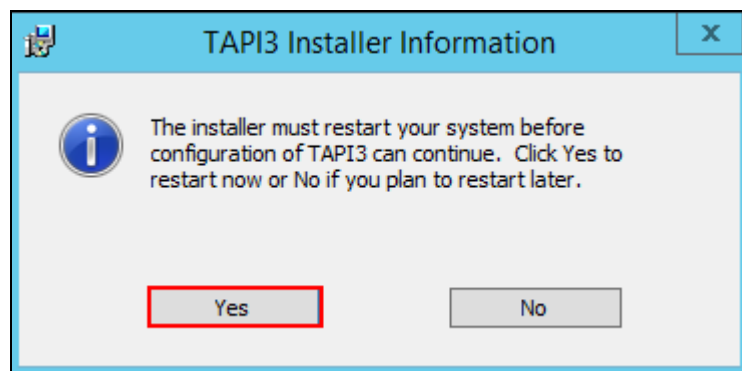 TAPI3 Installer Information
x
The installer must restart your system before
configuration of TAPI3 can continue. Click Yes to
restart now or No if you plan to restart later.
Yes
No